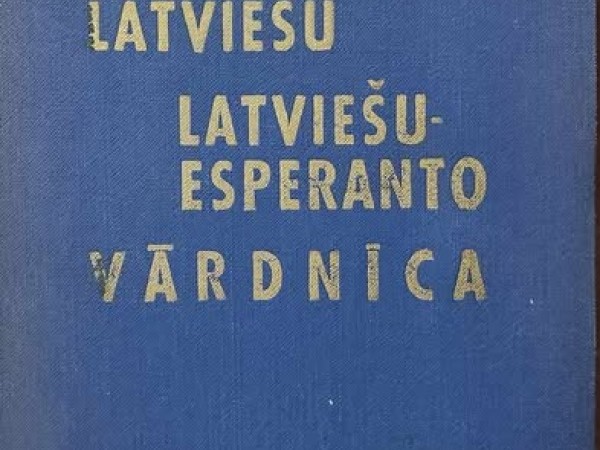 LATVIEŠU
LATVIEŠU-
ESPERANTO
VĀRDNĪCA